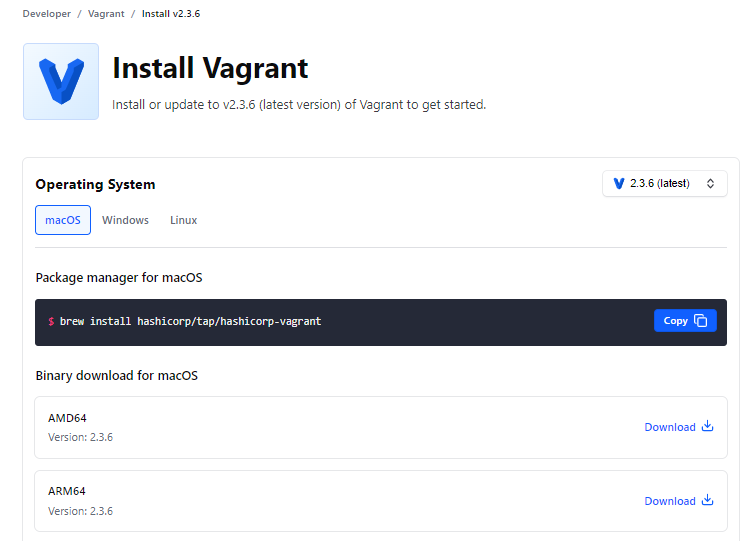 Developer / Vagrant / Install v2.3.6
Install Vagrant
Install or update to v2.3.6 (latest version) of Vagrant to get started.
Operating System
2.3.6 (latest)
macOS Windows Linux
Package manager for macOS
$ brew install hashicorp/tap/hashicorp-vagrant
Copy
Binary download for macOS
AMD64
Version: 2.3.6
Download
ARM64
Version: 2.3.6
Download